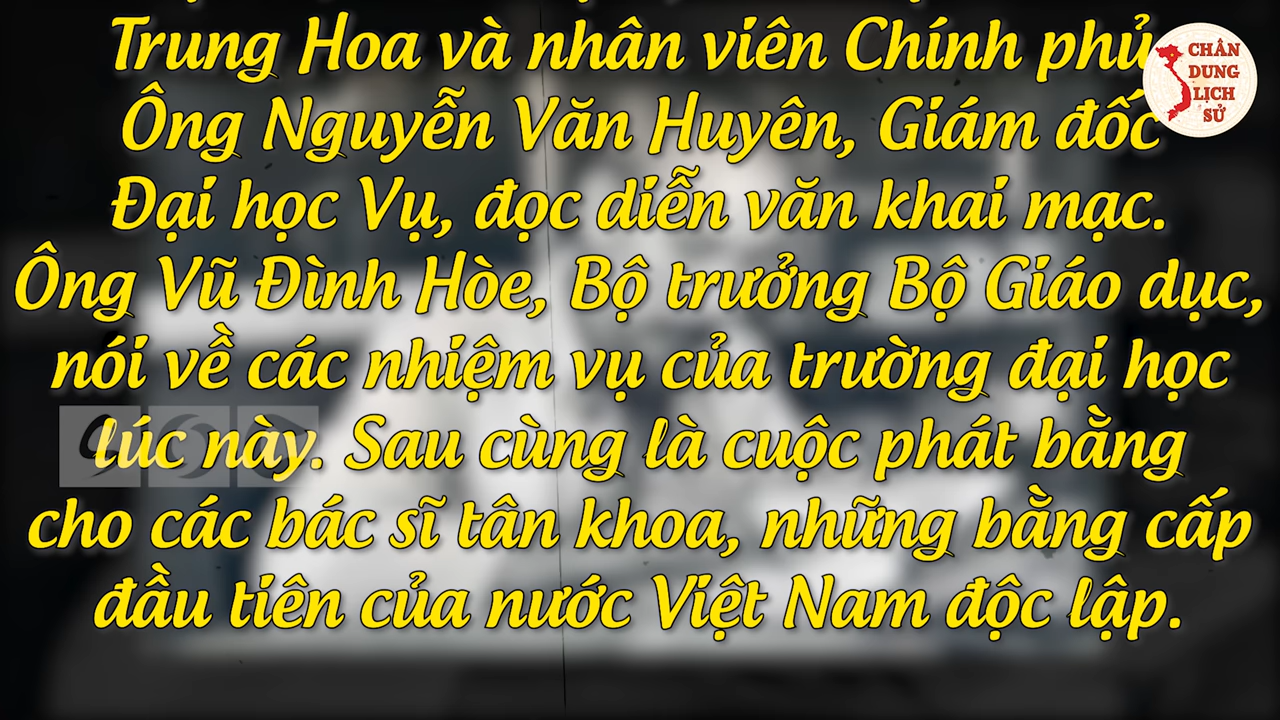 Trung Hoa và nhân viên Chính phủ.
Ông Nguyễn Văn Huyên, Giám đốc
Đại học Vụ, đọc diễn văn khai mạc.
Ông Vũ Đình Hòe, Bộ trưởng Bộ Giáo dục,
nói về các nhiệm vụ của trường đại học
lúc này. Sau cùng là cuộc phát bằng
cho các bác sĩ tân khoa, những bằng cấp
đầu tiên của nước Việt Nam độc lập.
CHÂN
DUNG
LỊCH
SỬ